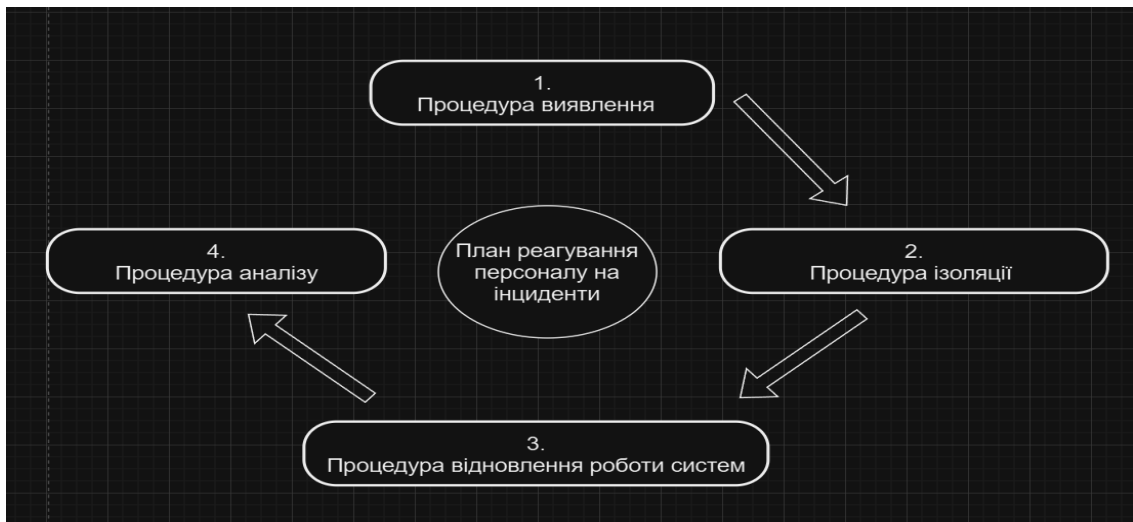 1.
Процедура виявлення
2.
Процедура ізоляції
3.
Процедура відновлення роботи систем
4.
Процедура аналізу
План реагування
персоналу на
інциденти